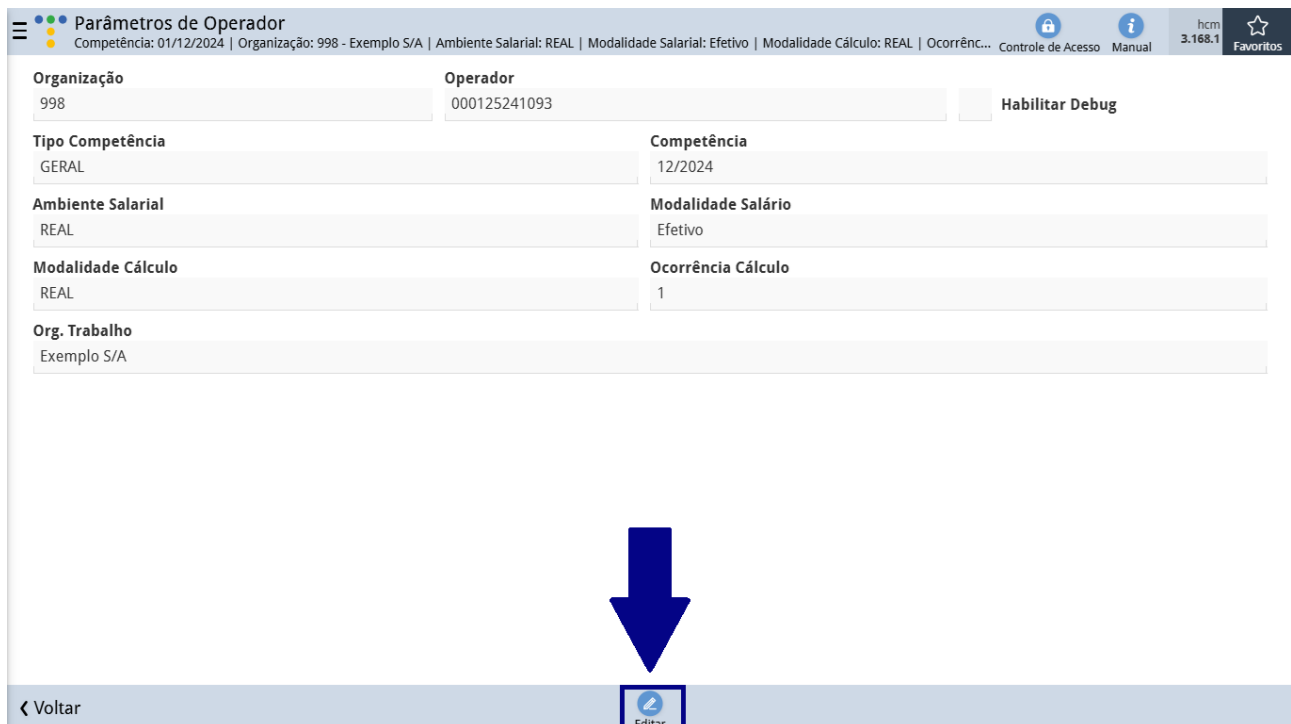 Parâmetros de Operador
Competência: 01/12/2024 | Organização: 998 - Exemplo S/A | Ambiente Salarial: REAL | Modalidade Salarial: Efetivo | Modalidade Cálculo: REAL | Ocorrênc...
Controle de Acesso
Manual
hcm
3.168.1
Favoritos
Organização
Operador
998
000125241093
Habilitar Debug
Tipo Competência
Competência
GERAL
12/2024
Ambiente Salarial
Modalidade Salário
REAL
Efetivo
Modalidade Cálculo
Ocorrência Cálculo
REAL
1
Org. Trabalho
Exemplo S/A
Voltar
Editar